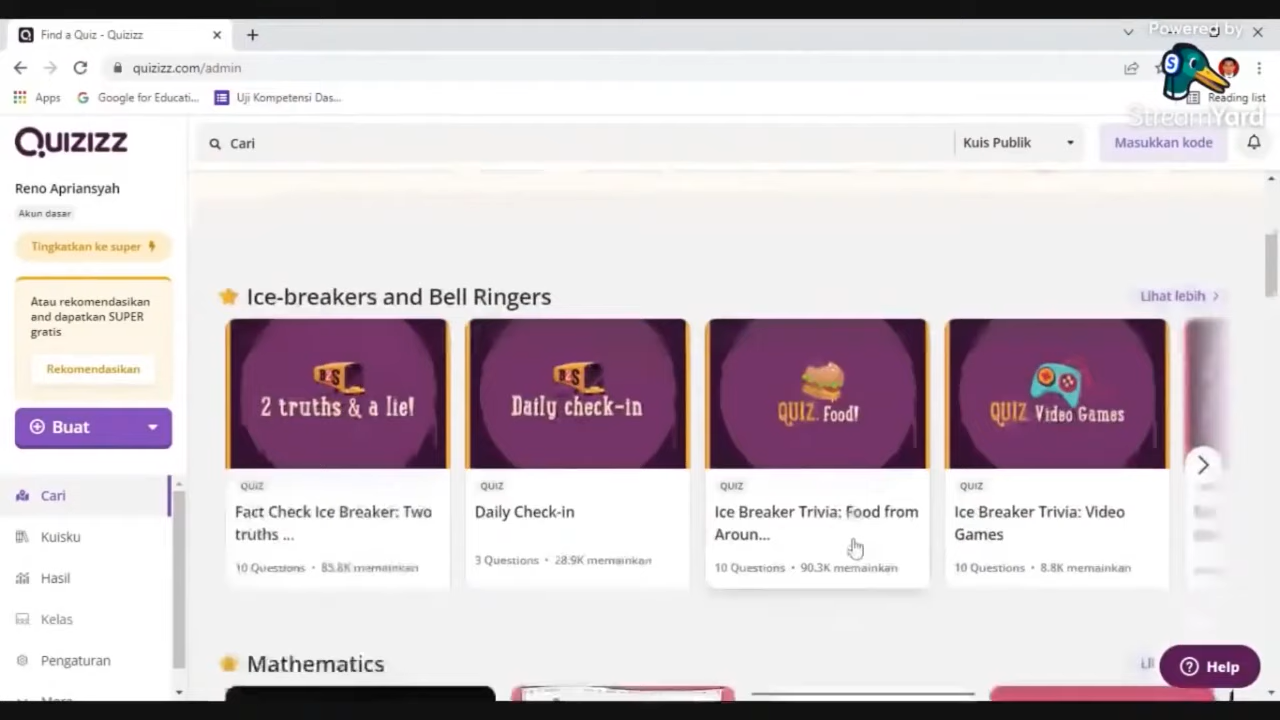 Find a Quiz - Quizizz
Powered by
quizizz.com/admin
Apps
Google for Educati...
Uji Kompetensi Das...
Reading list
StreamYard
QUIZIZZ
Cari
Kuis Publik
Masukkan kode
Reno Apriansyah
Akun dasar
Tingkatkan ke super
Atau rekomendasikan
and dapatkan SUPER
gratis
Rekomendasikan
Buat
Cari
Kuisku
Hasil
Kelas
Pengaturan
Ice-breakers and Bell Ringers
Lihat lebih
2 truths & a lie!
Daily check-in
QUIZ. Food!
QUIZ. Video Games
QUIZ
QUIZ
QUIZ
QUIZ
Fact Check Ice Breaker: Two
truths ...
Daily Check-in
Ice Breaker Trivia: Food from
Aroun...
Ice Breaker Trivia: Video
Games
10 Questions • 85.8K memainkan
3 Questions • 28.9K memainkan
10 Questions • 90.3K memainkan
10 Questions • 8.8K memainkan
Mathematics
Help